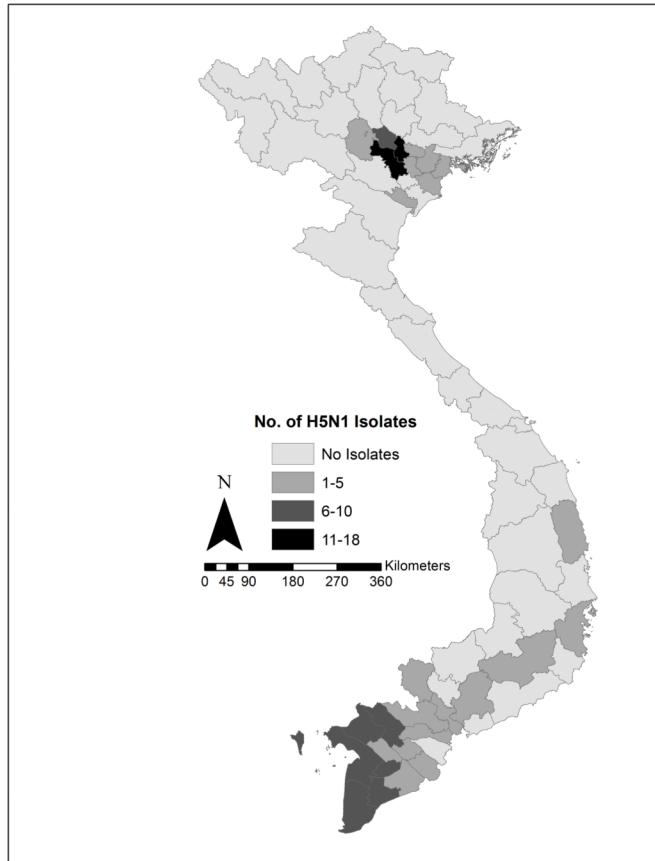 No. of H5N1 Isolates
No Isolates
1-5
6-10
11-18
N
Kilometers
0 45 90 180 270 360